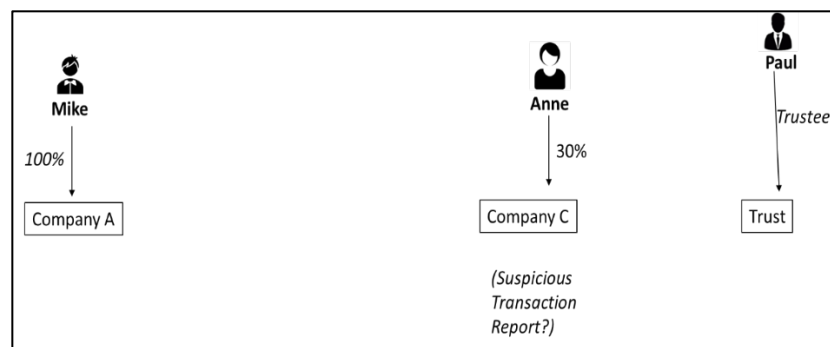 Paul
Mike
Anne
Trustee
100%
30%
Company A
Company C
Trust
(Suspicious
Transaction
Report?)